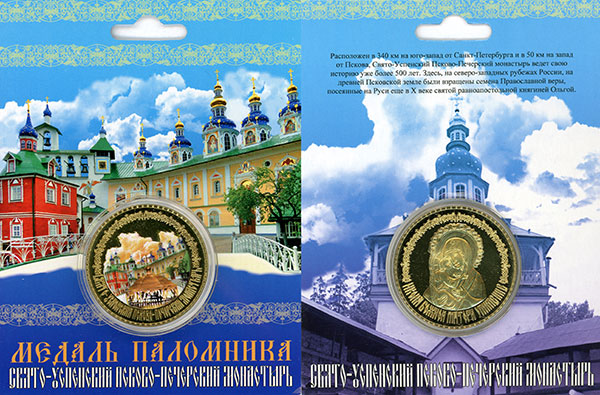 МЕДАЛЬ ПАЛОМНИКА
СВЯТО-УСПЕНСКИЙ ПСКОВО-ПЕЧЕРСКИЙ МОНАСТЫРЬ
Расположен в 340 км на юго-запад от Санкт-Петербурга и в 50 км на запад
от Пскова, Свято-Успенский Псково-Печерский монастырь ведет свою
историю уже более 500 лет. Здесь, на северо-западных рубежах России, на
древней Псковской земле были взращены семена Православной веры,
посеянные на Руси еще в X веке святой равноапостольной княгиней Ольгой.
СВЯТО-УСПЕНСКИЙ ПСКОВО-ПЕЧЕРСКИЙ МОНАСТЫРЬ